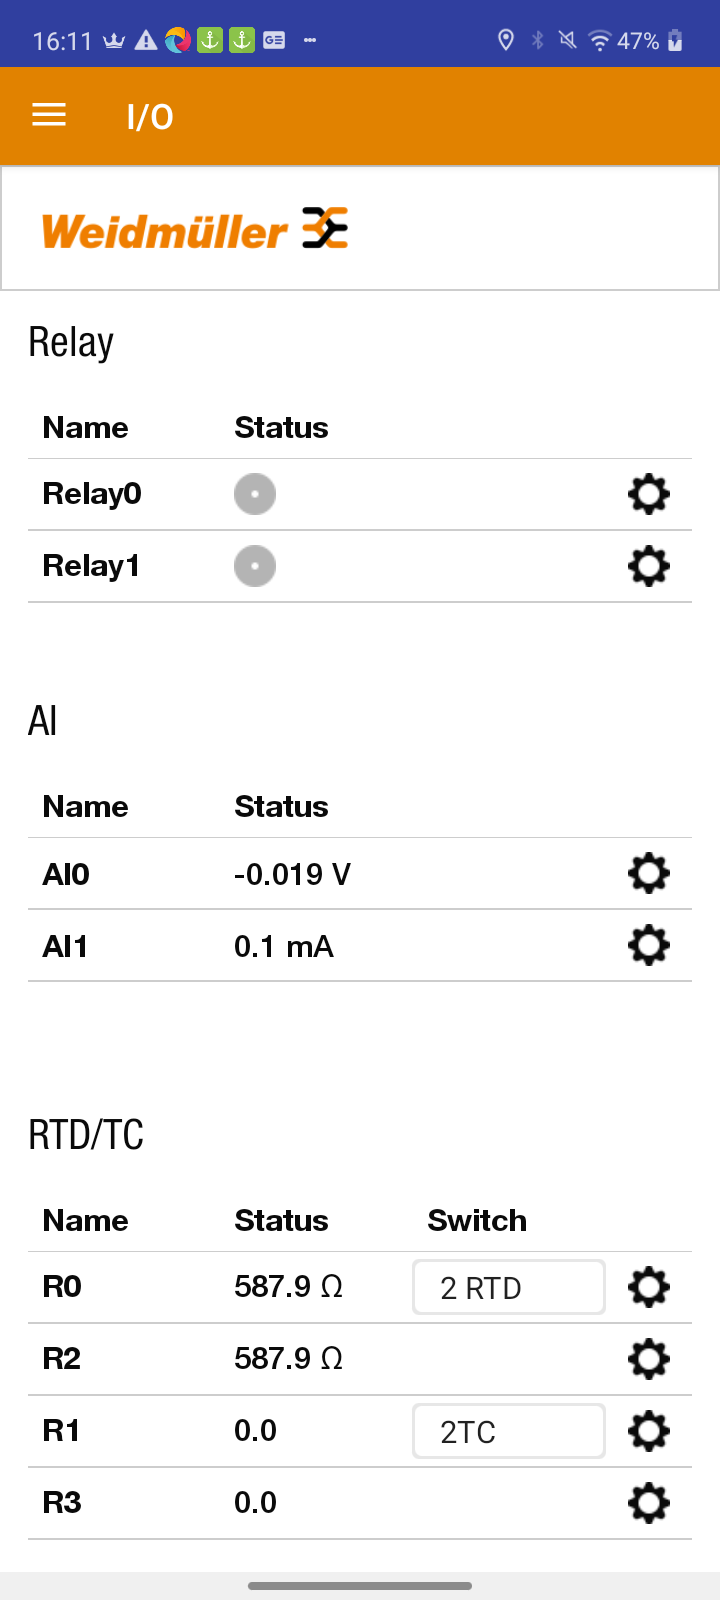 16:11 47%
I/O
Weidmüller
Relay
Name Status
Relay0
Relay1
AI
Name Status
AI0 -0.019 V
AI1 0.1 mA
RTD/TC
Name Status Switch
R0 587.9 Ω 2 RTD
R2 587.9 Ω
R1 0.0 2TC
R3 0.0